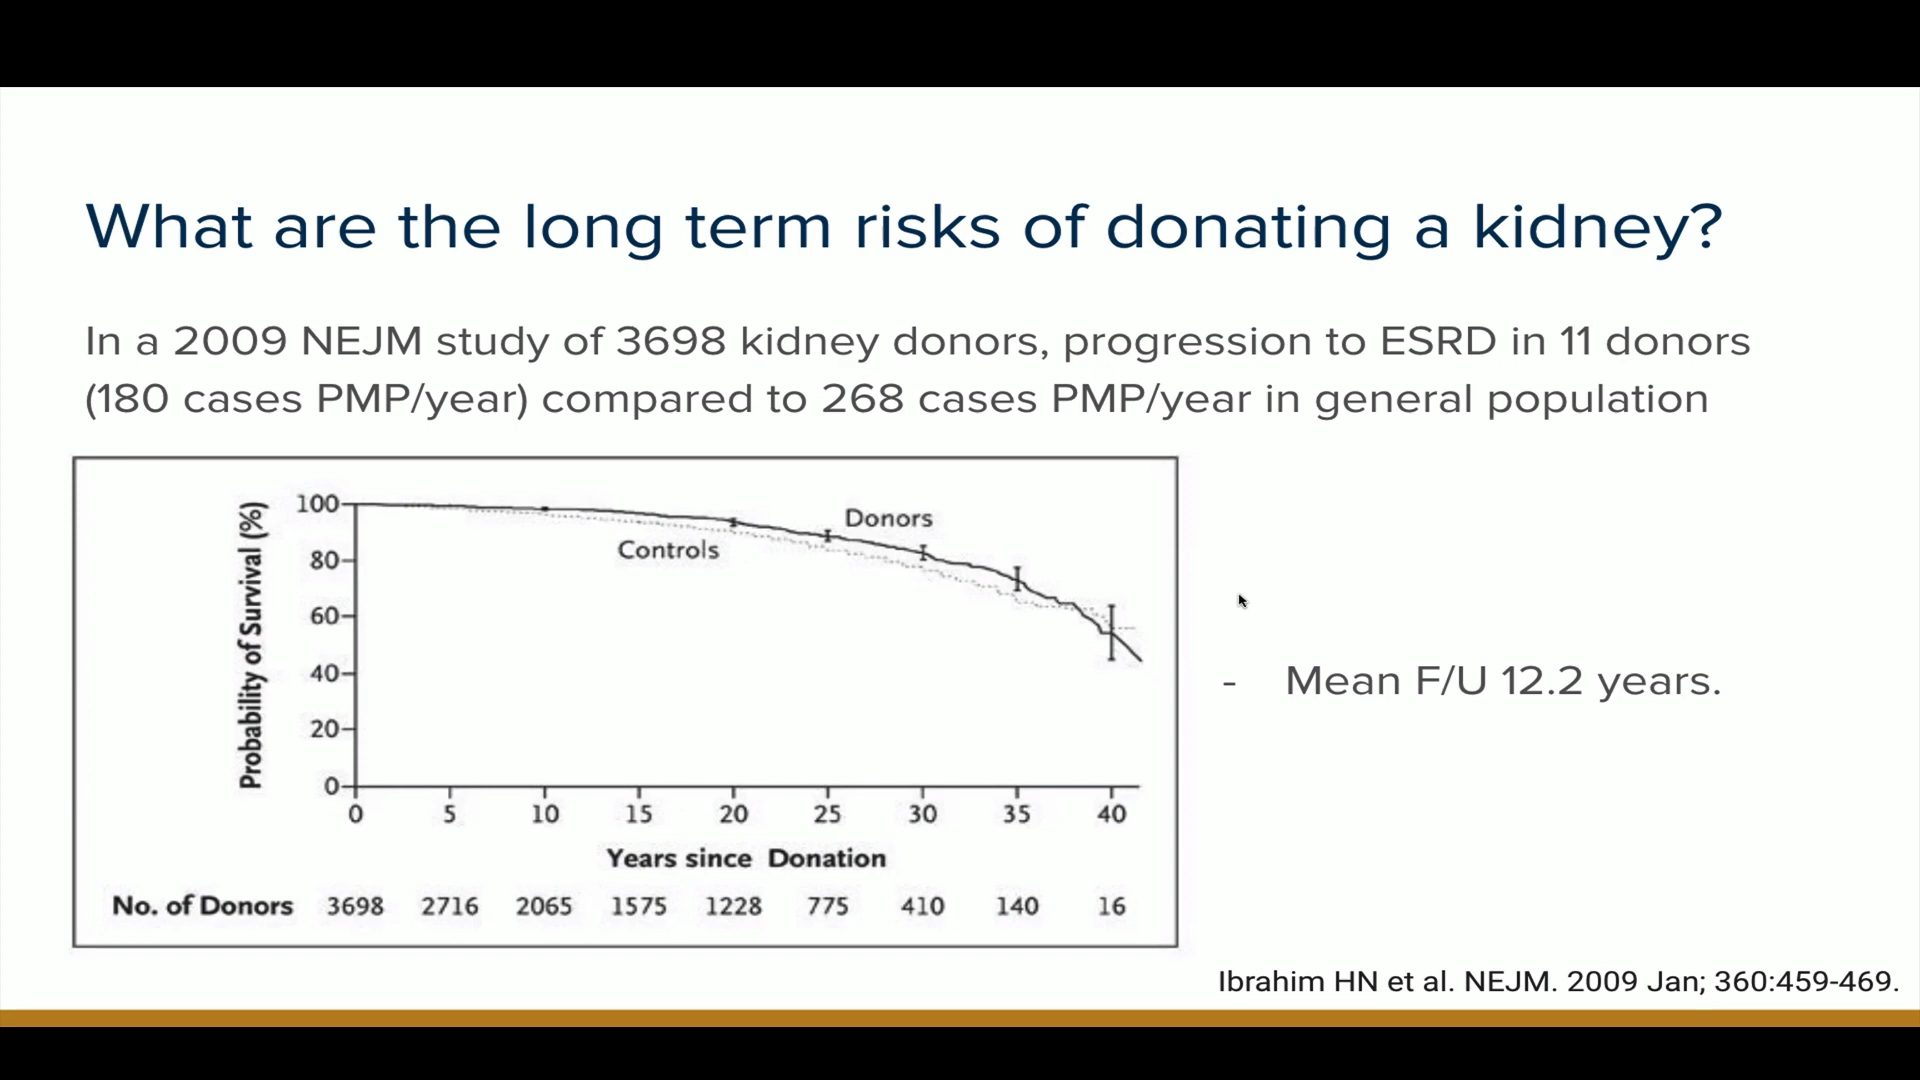 What are the long term risks of donating a kidney?
In a 2009 NEJM study of 3698 kidney donors, progression to ESRD in 11 donors
(180 cases PMP/year) compared to 268 cases PMP/year in general population
Probability of Survival (%)
100
80
60
40
20
0
Donors
Controls
0 5 10 15 20 25 30 35 40
Years since Donation
No. of Donors 3698 2716 2065 1575 1228 775 410 140 16
- Mean F/U 12.2 years.
Ibrahim HN et al. NEJM. 2009 Jan; 360:459-469.